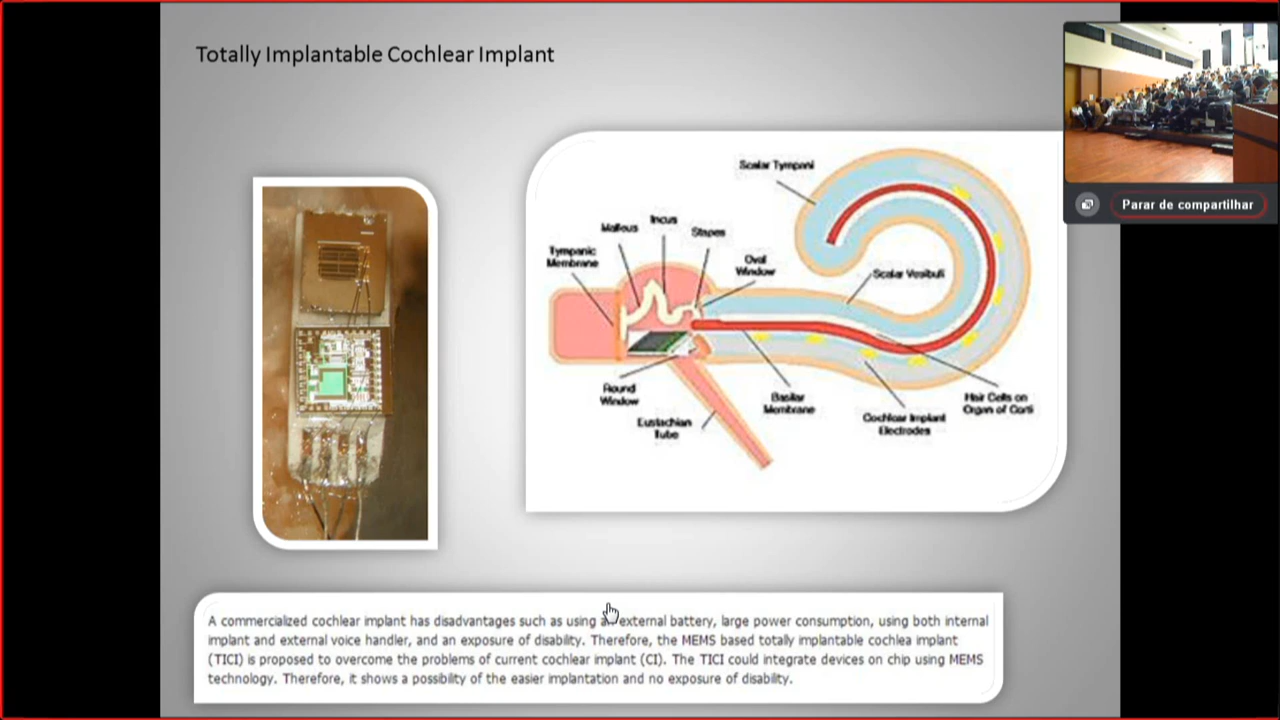 Totally Implantable Cochlear Implant
Parar de compartilhar
Scalar Tympani
Malleus
Incus
Stapes
Tympanic
Membrane
Oval
Window
Scalar Vesibuli
Round
Window
Eustachian
Tube
Basilar
Membrane
Cochlear Implant
Electrodes
Hair Cells on
Organ of Corti
A commercialized cochlear implant has disadvantages such as using external battery, large power consumption, using both internal
implant and external voice handler, and an exposure of disability. Therefore, the MEMS based totally implantable cochlea implant
(TICI) is proposed to overcome the problems of current cochlear implant (CI). The TICI could integrate devices on chip using MEMS
technology. Therefore, it shows a possibility of the easier implantation and no exposure of disability.